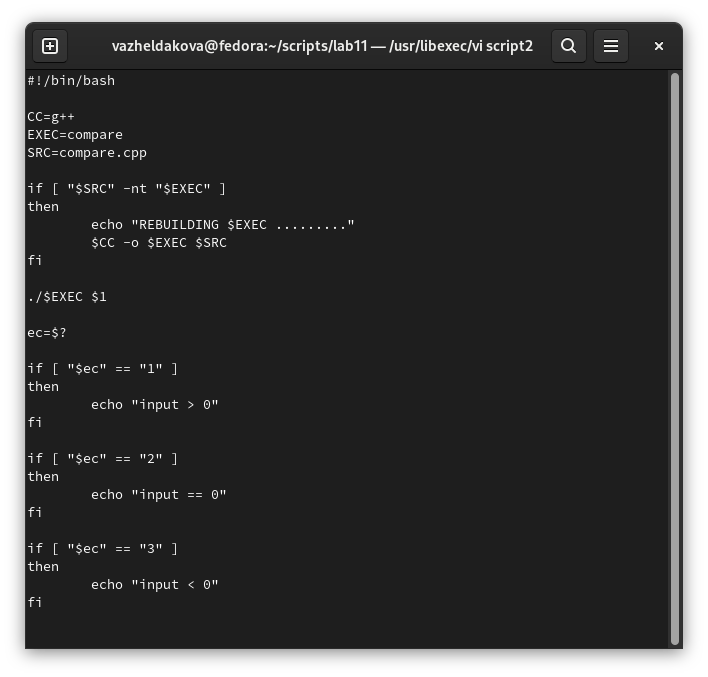 vazheldakova@fedora:~/scripts/lab11 — /usr/libexec/vi script2
#!/bin/bash

CC=g++
EXEC=compare
SRC=compare.cpp

if [ "$SRC" -nt "$EXEC" ]
then
        echo "REBUILDING $EXEC ........."
        $CC -o $EXEC $SRC
fi

./$EXEC $1

ec=$?

if [ "$ec" == "1" ]
then
        echo "input > 0"
fi

if [ "$ec" == "2" ]
then
        echo "input == 0"
fi

if [ "$ec" == "3" ]
then
        echo "input < 0"
fi